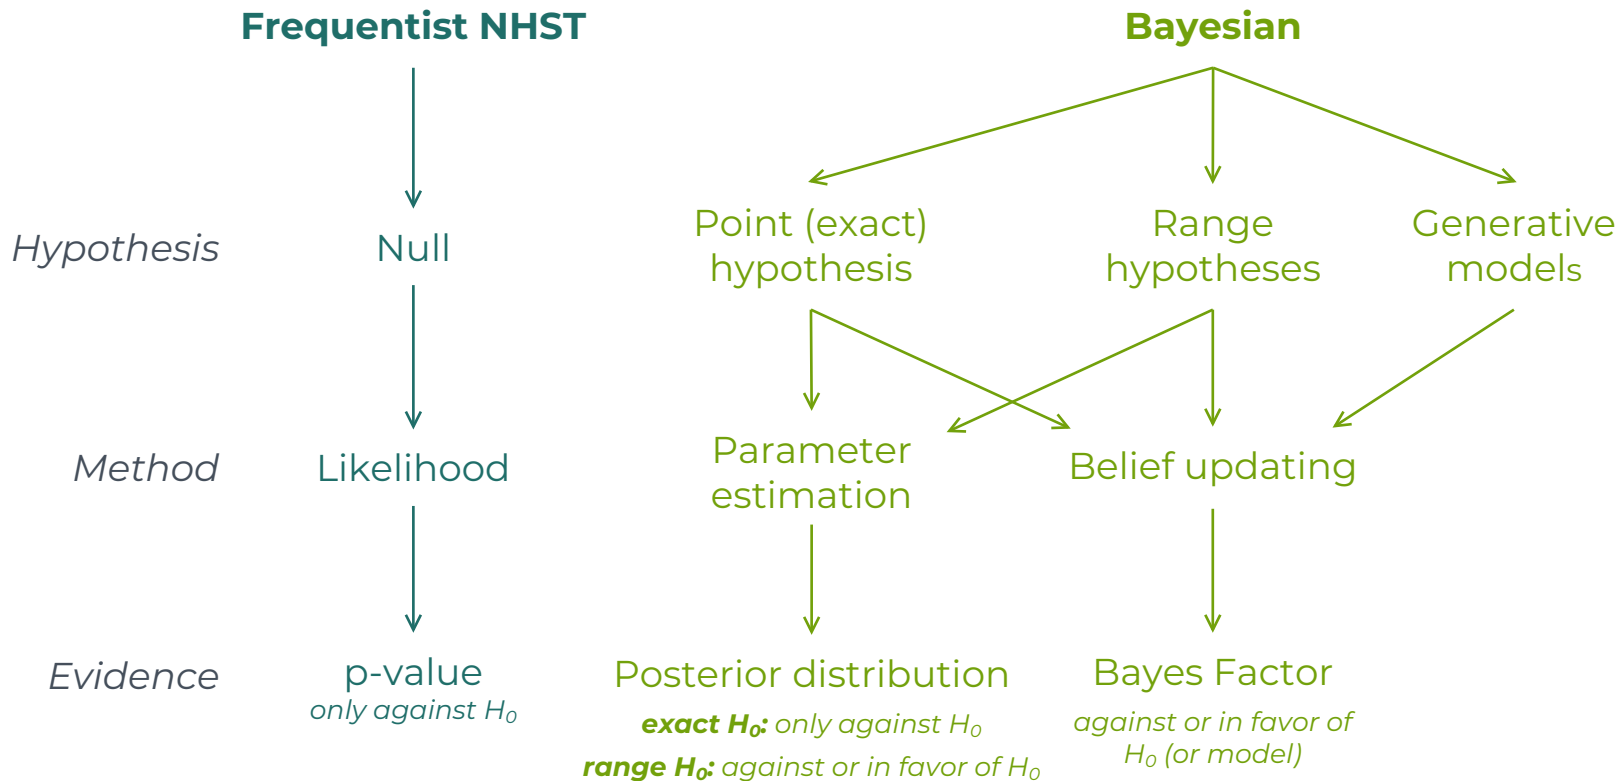 Frequentist NHST
Bayesian
Hypothesis
Null
Point (exact)
hypothesis
Range
hypotheses
Generative
models
Method
Likelihood
Parameter
estimation
Belief updating
Evidence
p-value
only against H₀
Posterior distribution
exact H₀: only against H₀
range H₀: against or in favor of H₀
Bayes Factor
against or in favor of
H₀ (or model)